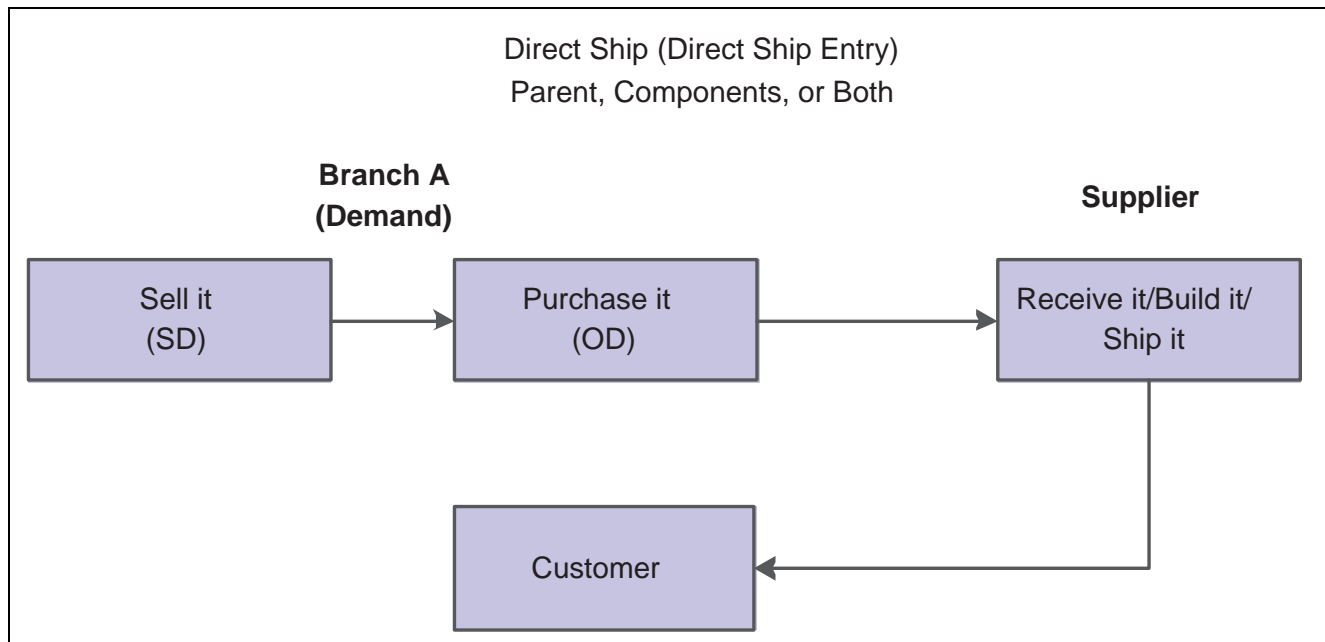 Direct Ship (Direct Ship Entry)
Parent, Components, or Both
Branch A
(Demand)
Supplier
Sell it
(SD)
Purchase it
(OD)
Receive it/Build it/
Ship it
Customer